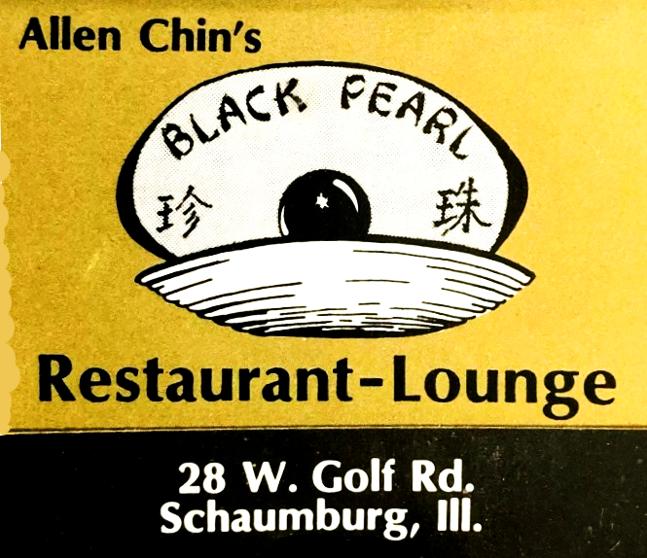 Allen Chin's
BLACK PEARL
珍 珠
Restaurant-Lounge
28 W. Golf Rd.
Schaumburg, Ill.